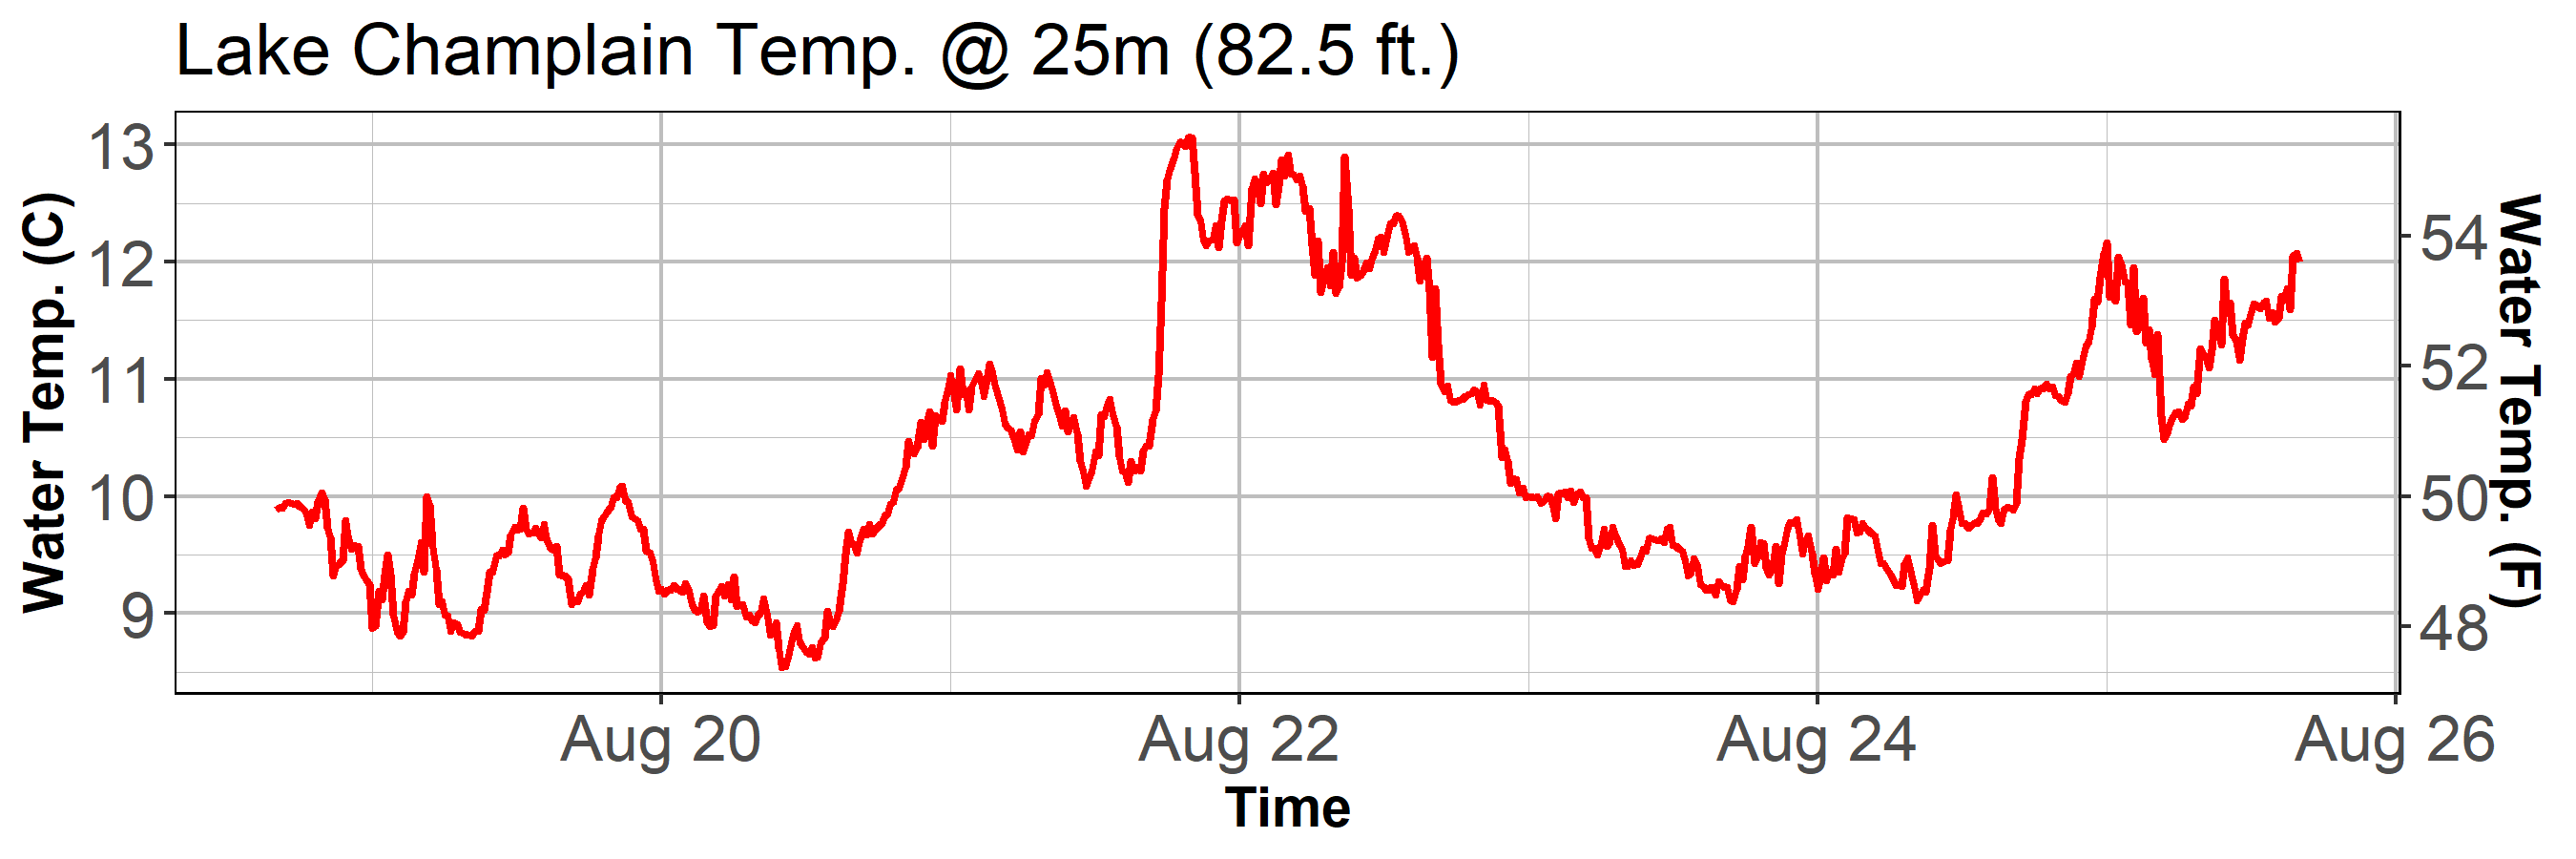 Lake Champlain Temp. @ 25m (82.5 ft.)
Water Temp. (C)
13
12
11
10
9
Water Temp. (F)
54
52
50
48
Aug 20 Aug 22 Aug 24 Aug 26
Time